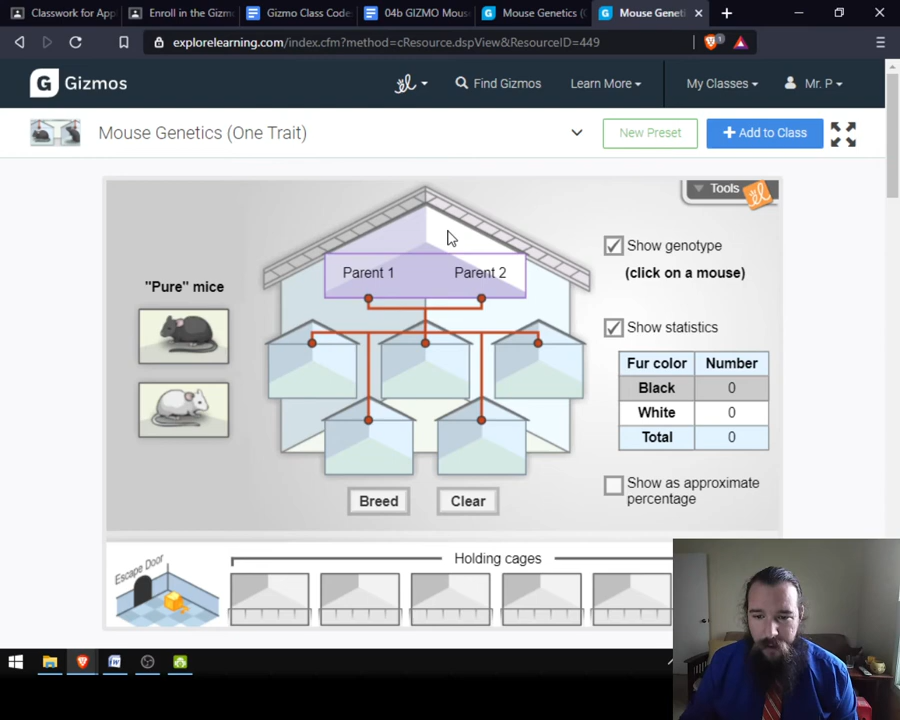 Classwork for App
Enroll in the Gizm
Gizmo Class Code
04b GIZMO Mous
Mouse Genetics (
Mouse Genet
explorelearning.com/index.cfm?method=cResource.dspView&ResourceID=449
1
G Gizmos
Find Gizmos
Learn More
My Classes
Mr. P
Mouse Genetics (One Trait)
New Preset
+ Add to Class
Tools
Parent 1
Parent 2
"Pure" mice
Show genotype
(click on a mouse)
Show statistics
Fur color Number
Black 0
White 0
Total 0
Show as approximate
percentage
Breed
Clear
Escape Door
Holding cages